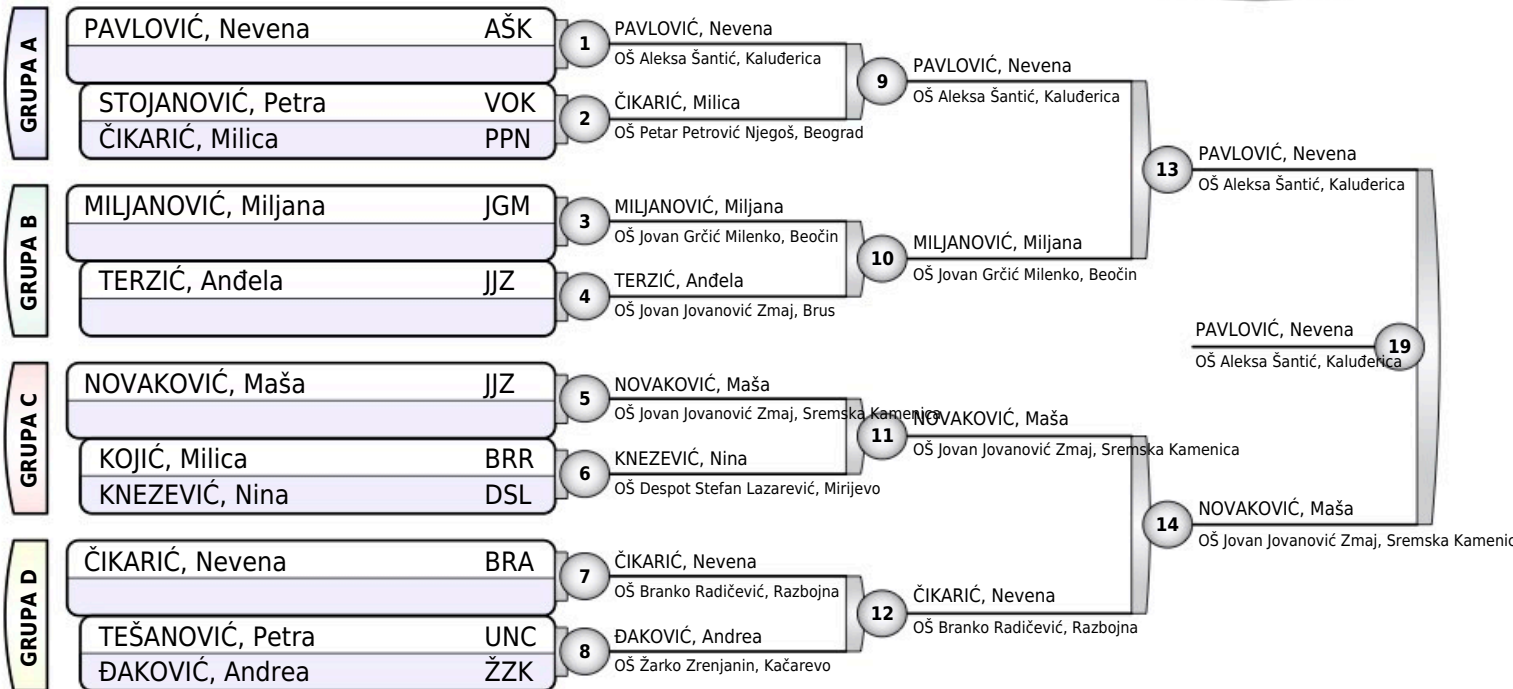 GRUPA A
PAVLOVIĆ, Nevena AŠK
STOJANOVIĆ, Petra VOK
ČIKARIĆ, Milica PPN
GRUPA B
MILJANOVIĆ, Miljana JGM
TERZIĆ, Anđela JJZ
GRUPA C
NOVAKOVIĆ, Maša JJZ
KOJIĆ, Milica BRR
KNEZEVIĆ, Nina DSL
GRUPA D
ČIKARIĆ, Nevena BRA
TEŠANOVIĆ, Petra UNC
ĐAKOVIĆ, Andrea ŽZK
1
PAVLOVIĆ, Nevena
OŠ Aleksa Šantić, Kaluđerica
2
ČIKARIĆ, Milica
OŠ Petar Petrović Njegoš, Beograd
3
MILJANOVIĆ, Miljana
OŠ Jovan Grčić Milenko, Beočin
4
TERZIĆ, Anđela
OŠ Jovan Jovanović Zmaj, Brus
5
NOVAKOVIĆ, Maša
OŠ Jovan Jovanović Zmaj, Sremska Kamenica
6
KNEZEVIĆ, Nina
OŠ Despot Stefan Lazarević, Mirijevo
7
ČIKARIĆ, Nevena
OŠ Branko Radičević, Razbojna
8
ĐAKOVIĆ, Andrea
OŠ Žarko Zrenjanin, Kačarevo
9
PAVLOVIĆ, Nevena
OŠ Aleksa Šantić, Kaluđerica
10
MILJANOVIĆ, Miljana
OŠ Jovan Grčić Milenko, Beočin
11
NOVAKOVIĆ, Maša
OŠ Jovan Jovanović Zmaj, Sremska Kamenica
12
ČIKARIĆ, Nevena
OŠ Branko Radičević, Razbojna
13
PAVLOVIĆ, Nevena
OŠ Aleksa Šantić, Kaluđerica
14
NOVAKOVIĆ, Maša
OŠ Jovan Jovanović Zmaj, Sremska Kamenic
PAVLOVIĆ, Nevena
19
OŠ Aleksa Šantić, Kaluđerica